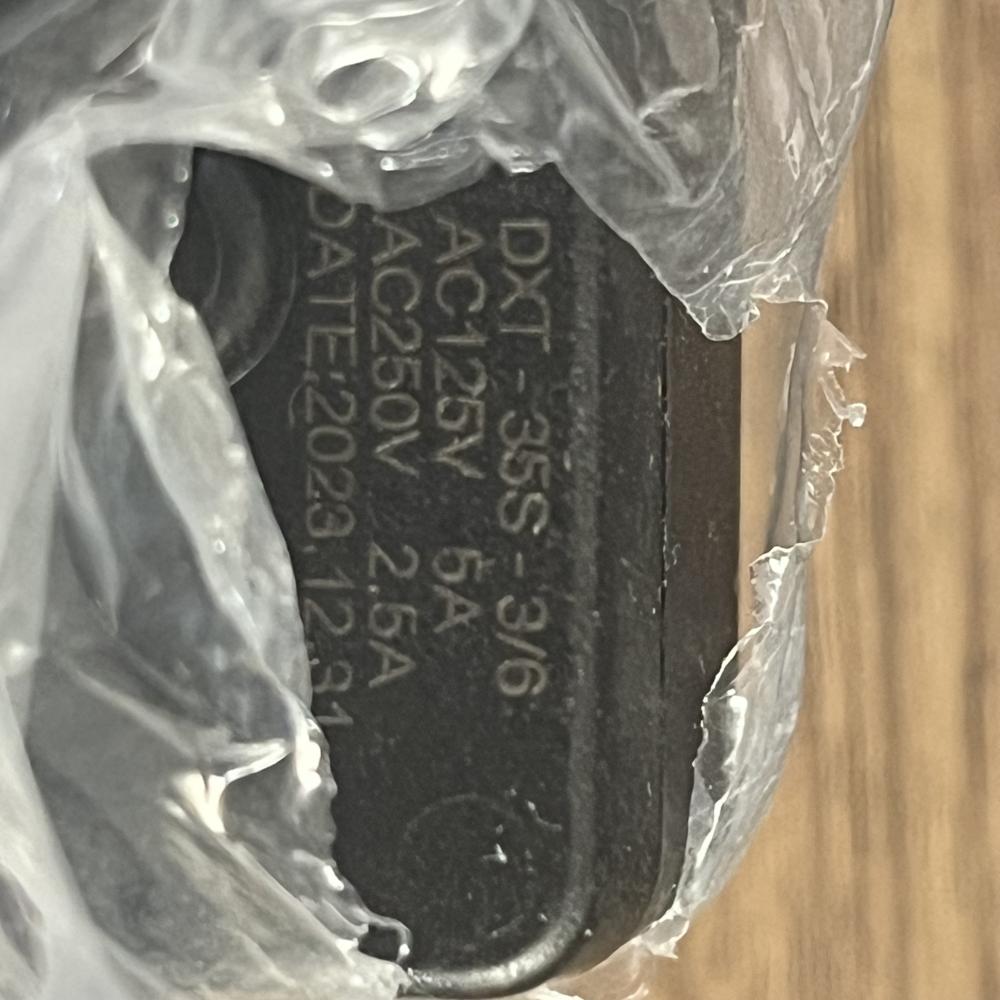 DXT-35S-3/6
AC125V 5A
AC250V 2.5A
DATE:2023.12.31